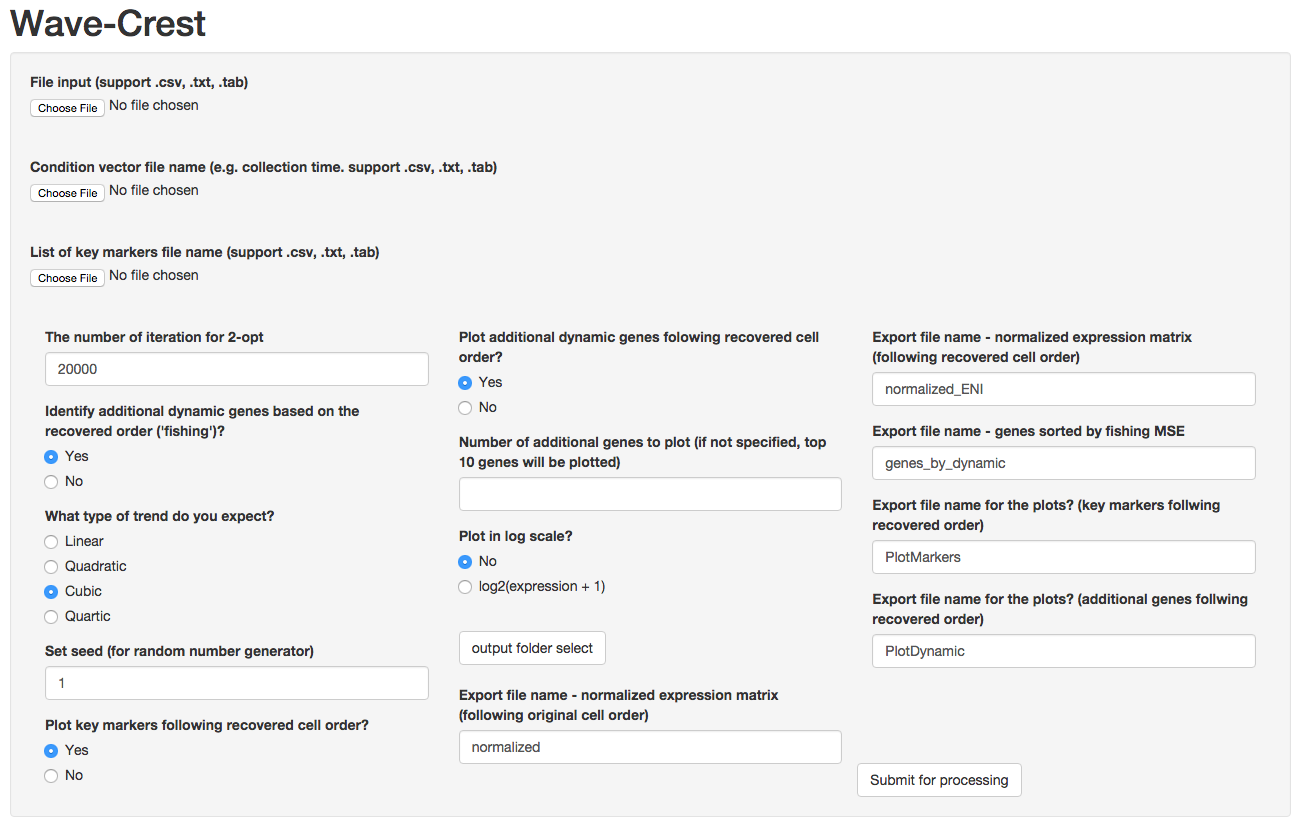 Wave-Crest
File input (support .csv, .txt, .tab)
Choose File No file chosen
Condition vector file name (e.g. collection time. support .csv, .txt, .tab)
Choose File No file chosen
List of key markers file name (support .csv, .txt, .tab)
Choose File No file chosen
The number of iteration for 2-opt
20000
Identify additional dynamic genes based on the
recovered order ('fishing')?
Yes
No
What type of trend do you expect?
Linear
Quadratic
Cubic
Quartic
Set seed (for random number generator)
1
Plot key markers following recovered cell order?
Yes
No
Plot additional dynamic genes folowing recovered cell
order?
Yes
No
Number of additional genes to plot (if not specified, top
10 genes will be plotted)
Plot in log scale?
No
log2(expression + 1)
output folder select
Export file name - normalized expression matrix
(following original cell order)
normalized
Export file name - normalized expression matrix
(following recovered cell order)
normalized_ENI
Export file name - genes sorted by fishing MSE
genes_by_dynamic
Export file name for the plots? (key markers follwing
recovered order)
PlotMarkers
Export file name for the plots? (additional genes follwing
recovered order)
PlotDynamic
Submit for processing